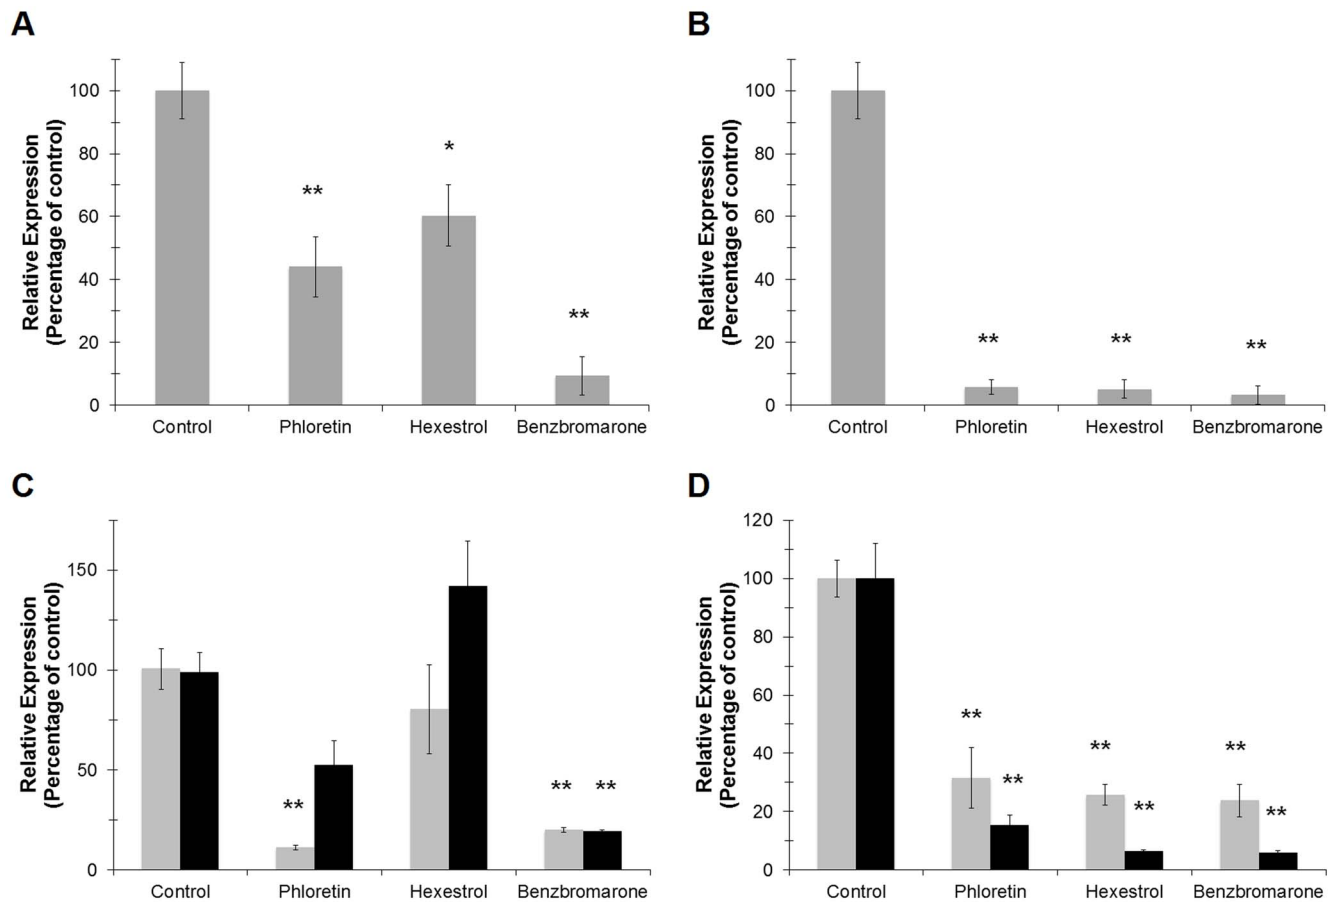 A
Relative Expression
(Percentage of control)
100
80
60
40
20
0
**
*
**
Control
Phloretin
Hexestrol
Benzbromarone
B
Relative Expression
(Percentage of control)
100
80
60
40
20
0
**
**
**
Control
Phloretin
Hexestrol
Benzbromarone
C
Relative Expression
(Percentage of control)
150
100
50
0
**
**
**
Control
Phloretin
Hexestrol
Benzbromarone
D
Relative Expression
(Percentage of control)
120
100
80
60
40
20
0
**
**
**
**
**
**
Control
Phloretin
Hexestrol
Benzbromarone